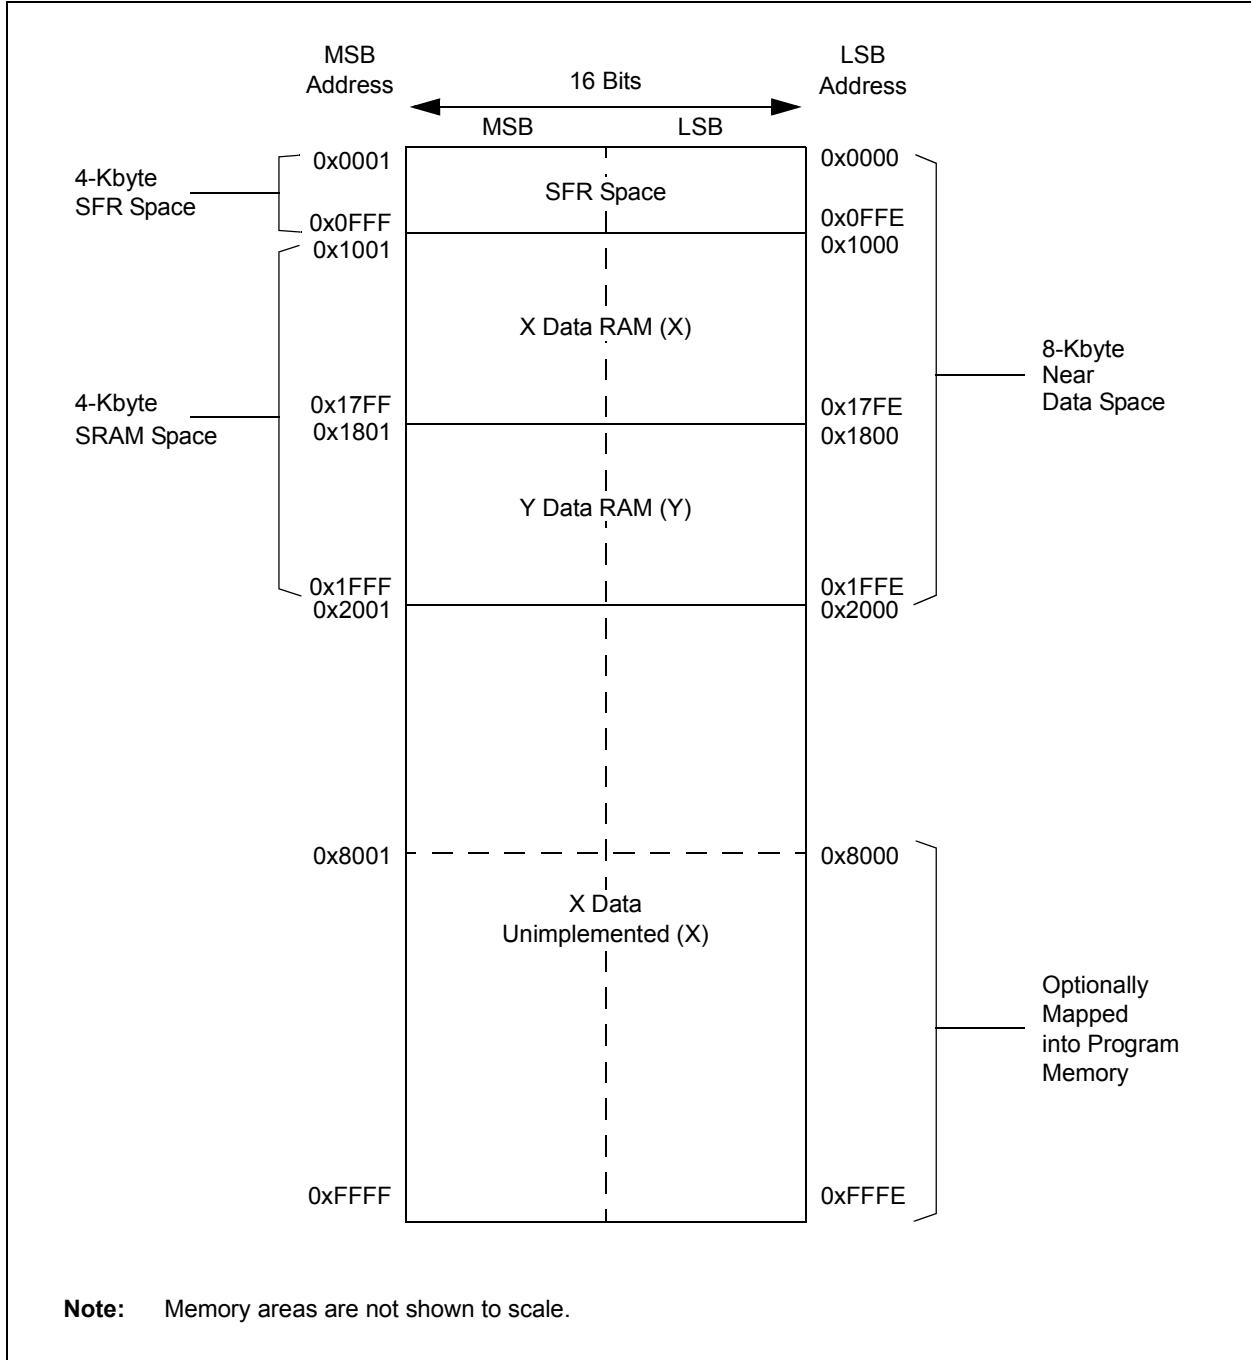 MSB
Address
16 Bits
LSB
Address
MSB
LSB
4-Kbyte
SFR Space
0x0001
0x0FFF
SFR Space
0x0000
0x0FFE
4-Kbyte
SRAM Space
0x1001
0x17FF
X Data RAM (X)
0x1000
0x17FE
0x1801
0x1FFF
Y Data RAM (Y)
0x1800
0x1FFE
8-Kbyte
Near
Data Space
0x2001
0x2000
0x8001
0x8000
X Data
Unimplemented (X)
Optionally
Mapped
into Program
Memory
0xFFFF
0xFFFE
Note: Memory areas are not shown to scale.